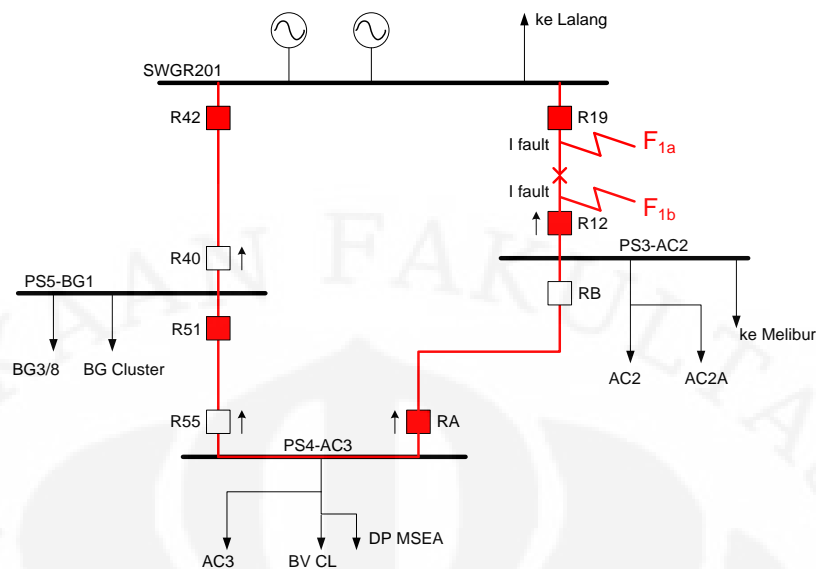 ke Lalang
SWGR201
R42
R19
I fault
F1a
I fault
F1b
R12
R40
PS3-AC2
PS5-BG1
RB
R51
ke Melibur
BG3/8
BG Cluster
AC2
AC2A
R55
RA
PS4-AC3
DP MSEA
AC3
BV CL